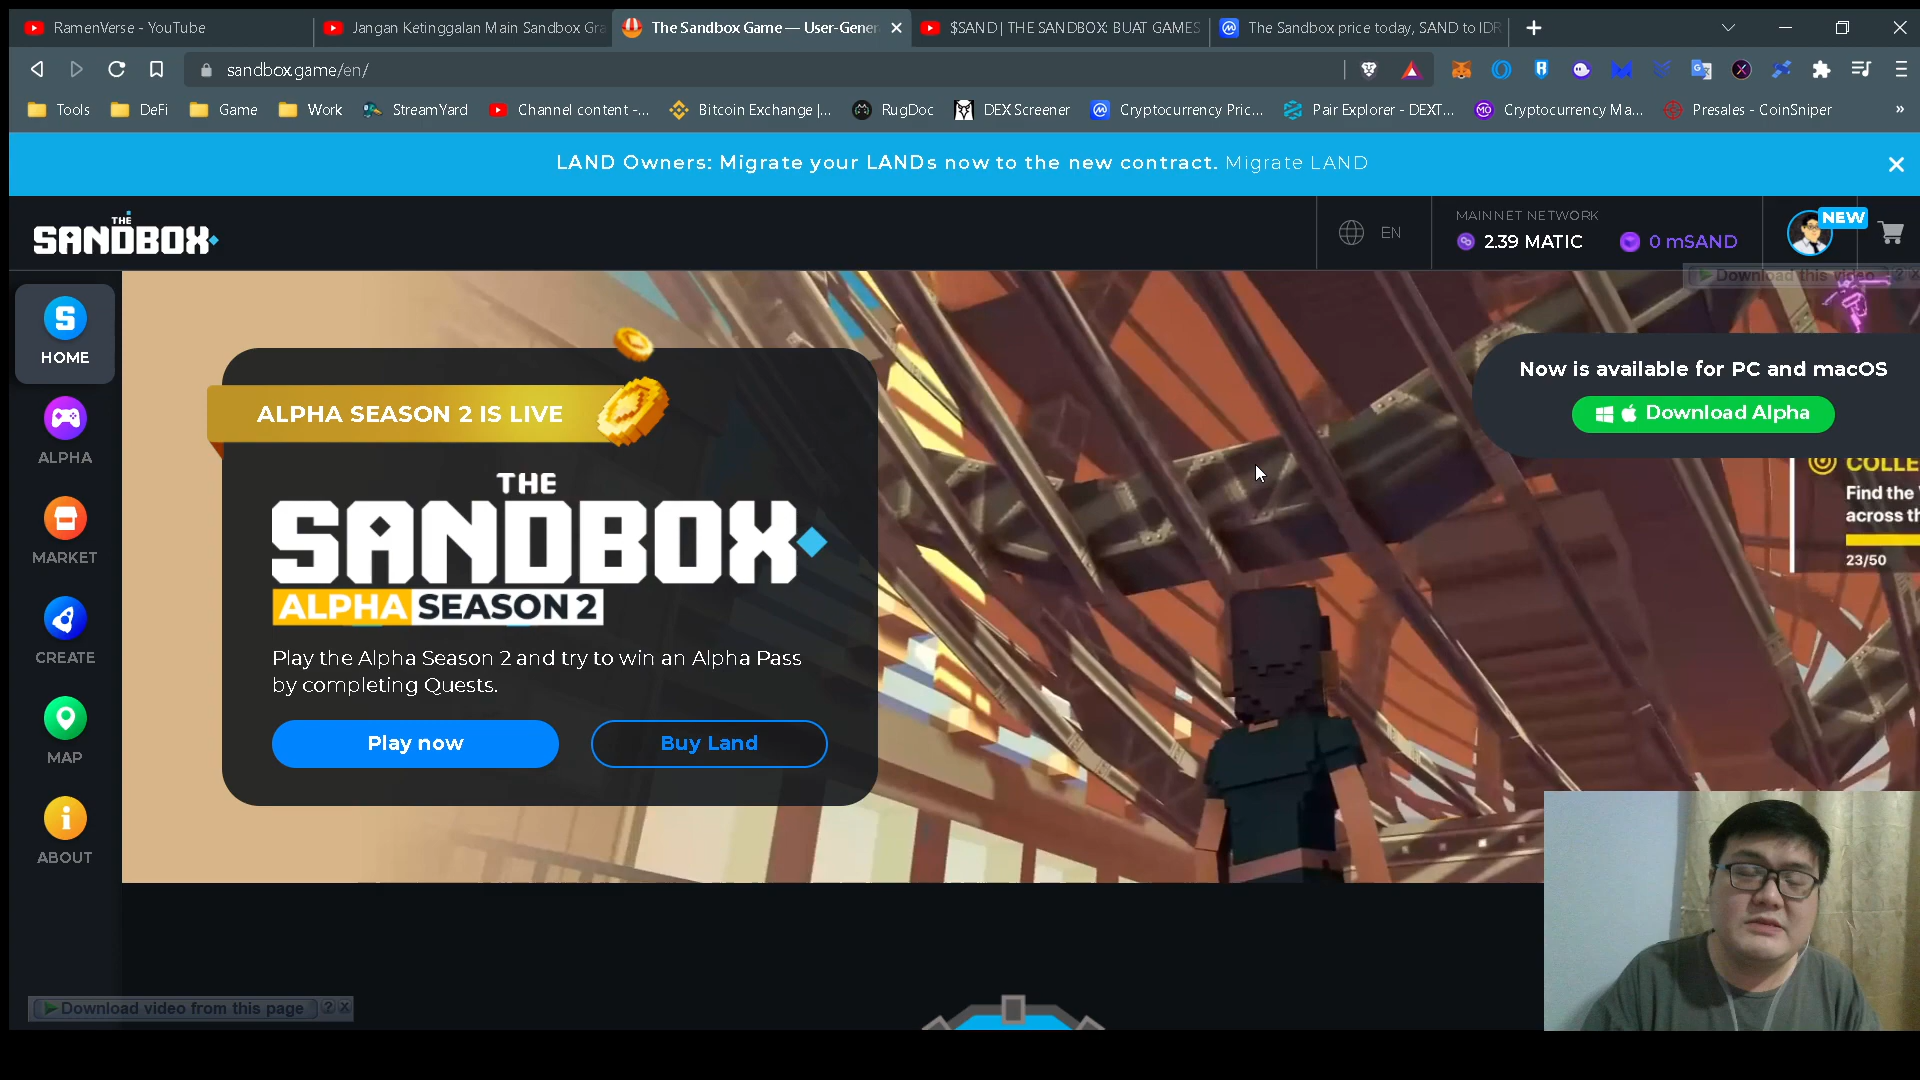 RamenVerse - YouTube
Jangan Ketinggalan Main Sandbox Gra
The Sandbox Game — User-Gener
$SAND | THE SANDBOX: BUAT GAMES
The Sandbox price today, SAND to IDR
sandbox.game/en/
Tools
DeFi
Game
Work
StreamYard
Channel content -...
Bitcoin Exchange |...
RugDoc
DEX Screener
Cryptocurrency Pric...
Pair Explorer - DEXT...
Cryptocurrency Ma...
Presales - CoinSniper
»
LAND Owners: Migrate your LANDs now to the new contract. Migrate LAND
THE
SANDBOX
EN
MAINNET NETWORK
2.39 MATIC
0 mSAND
NEW
Download this video
HOME
ALPHA
MARKET
CREATE
MAP
ABOUT
ALPHA SEASON 2 IS LIVE
THE
SANDBOX
ALPHA SEASON 2
Play the Alpha Season 2 and try to win an Alpha Pass
by completing Quests.
Play now
Buy Land
Now is available for PC and macOS
Download Alpha
COLLE
Find the
across th
23/50
Download video from this page